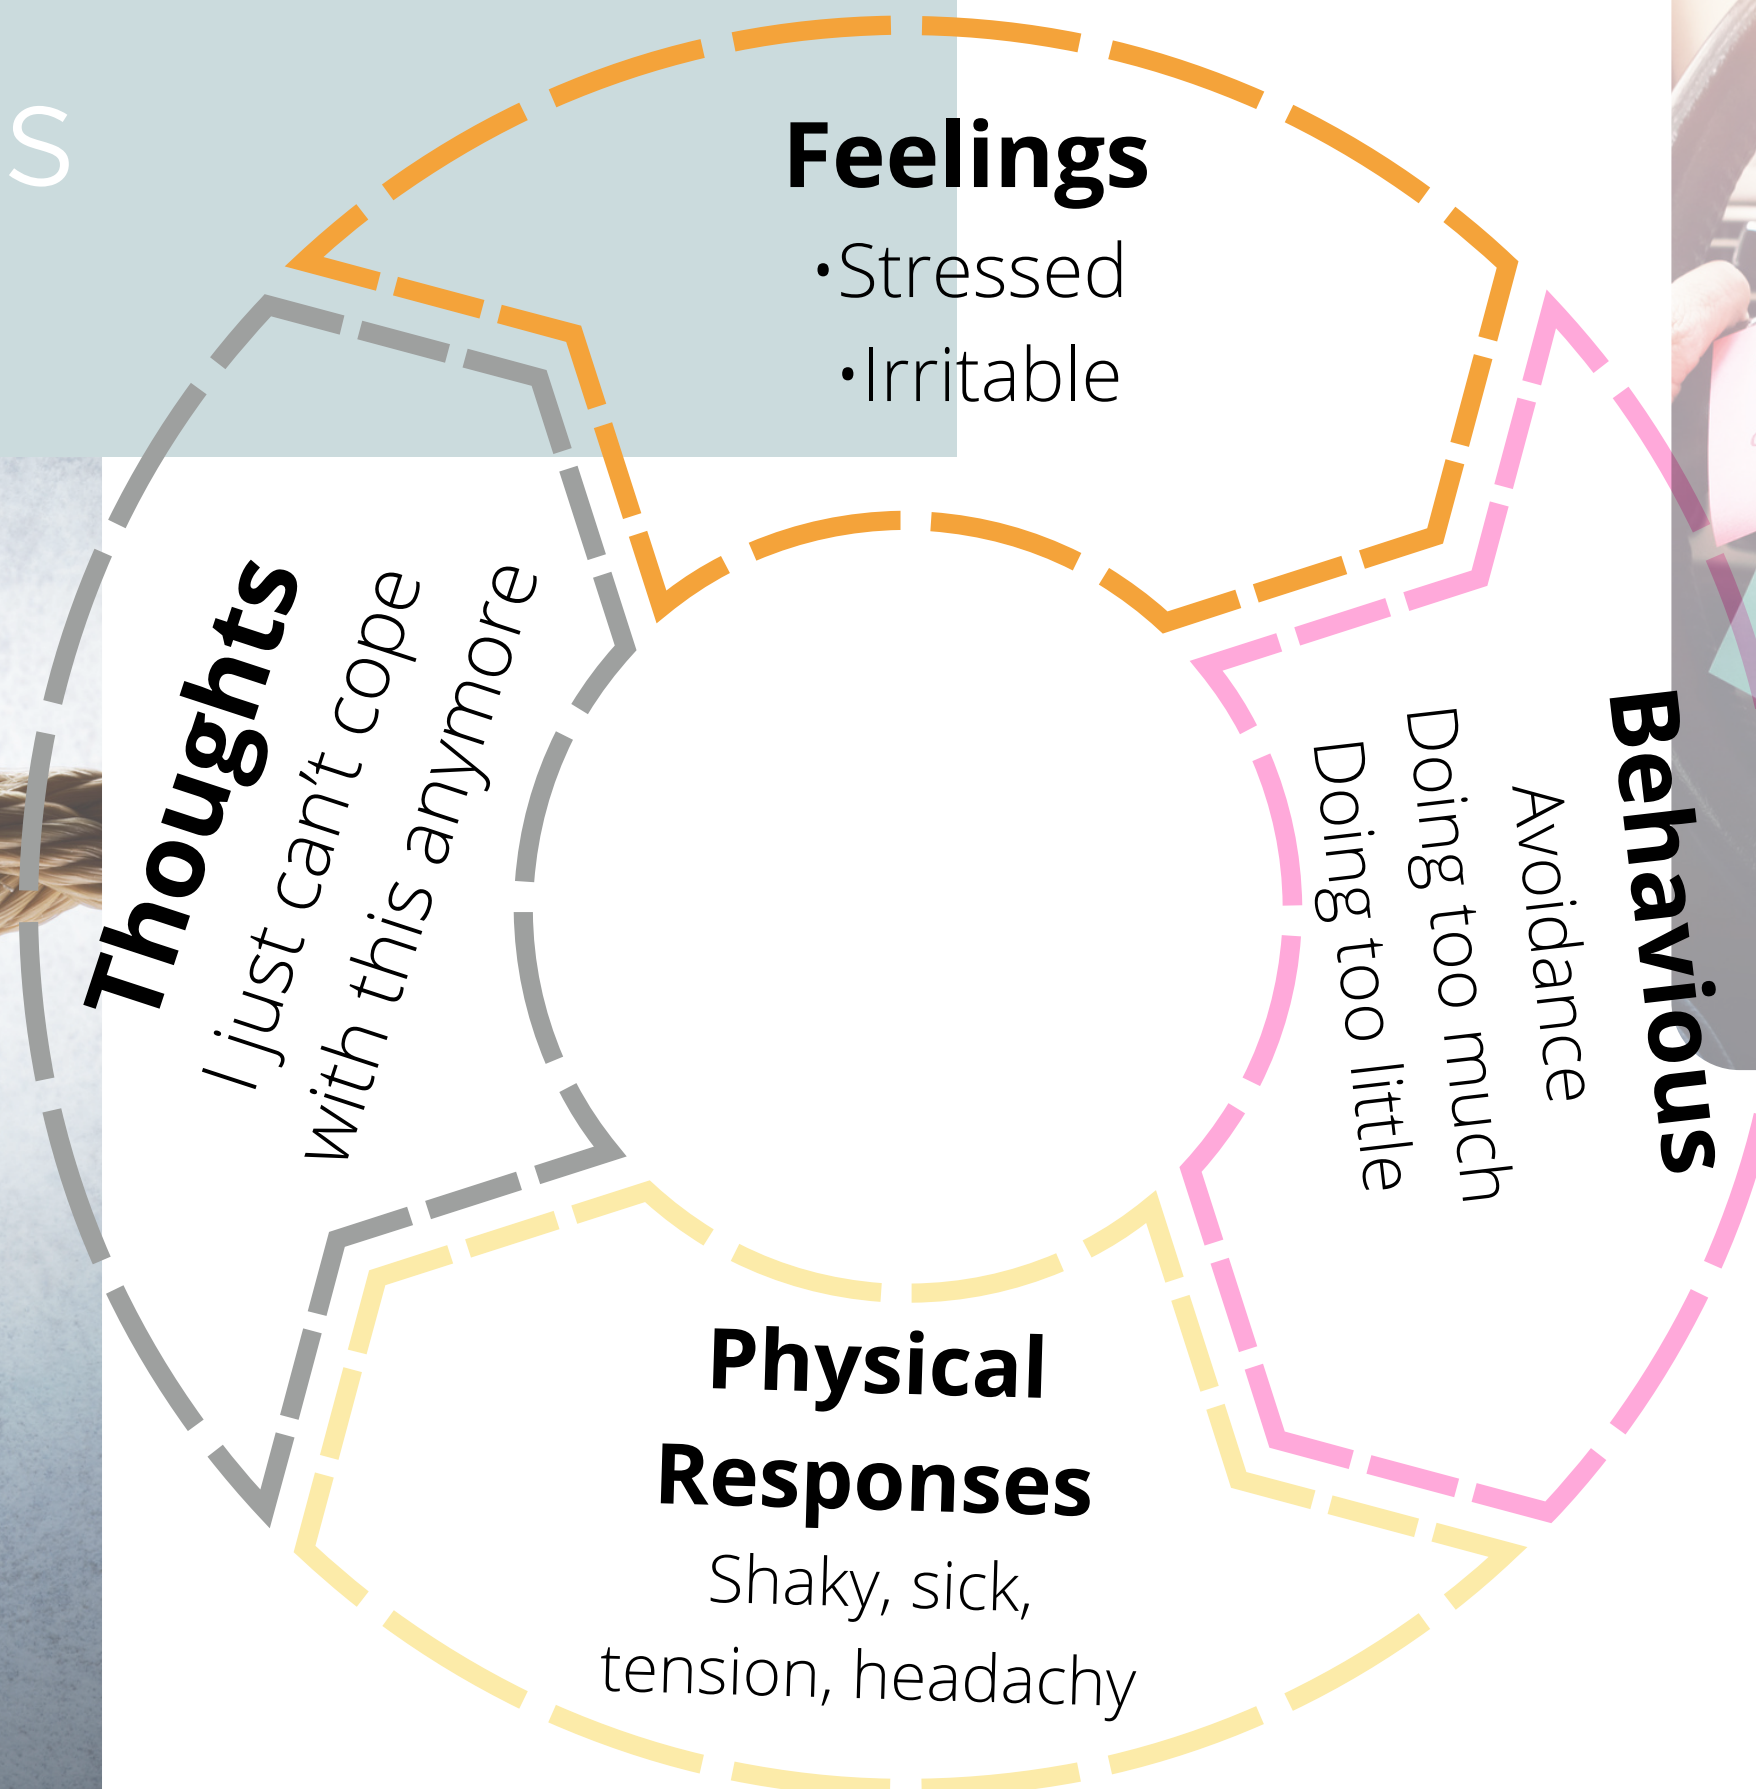 s
Feelings
•Stressed
•Irritable
Behavious
Avoidance
Doing too much
Doing too little
Physical
Responses
Shaky, sick,
tension, headachy
Thoughts
I just can't cope
with this anymore